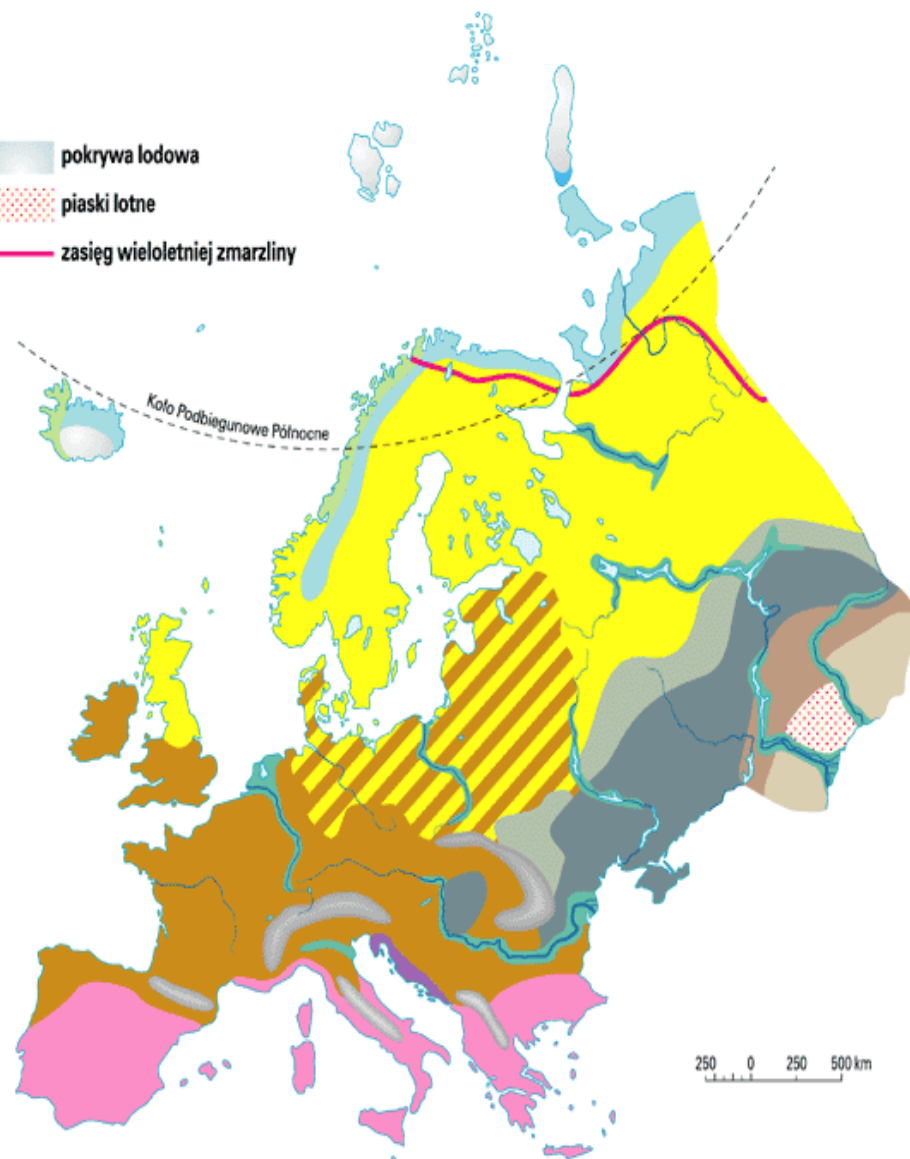 pokrywa lodowa
piaski lotne
zasięg wieloletniej zmarzliny
Koło Podbiegunowe Północne
250 0 250 500 km